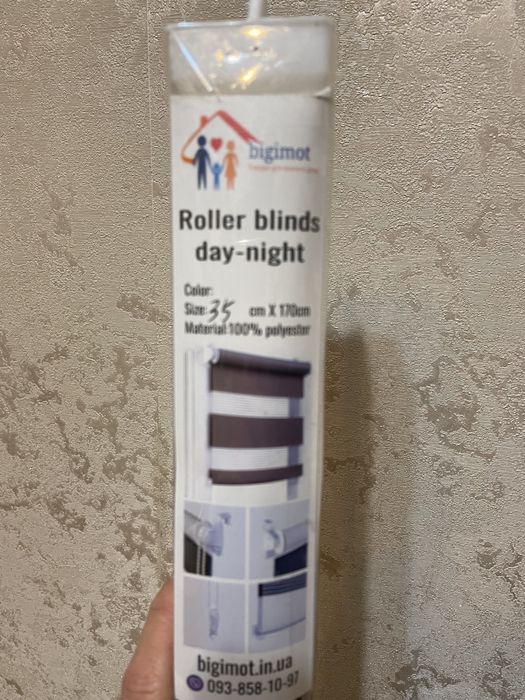 bigimot
Roller blinds
day-night
Color:
Size: 35 cm X 170cm
Material:100% polyester
bigimot.in.ua
093-858-10-97